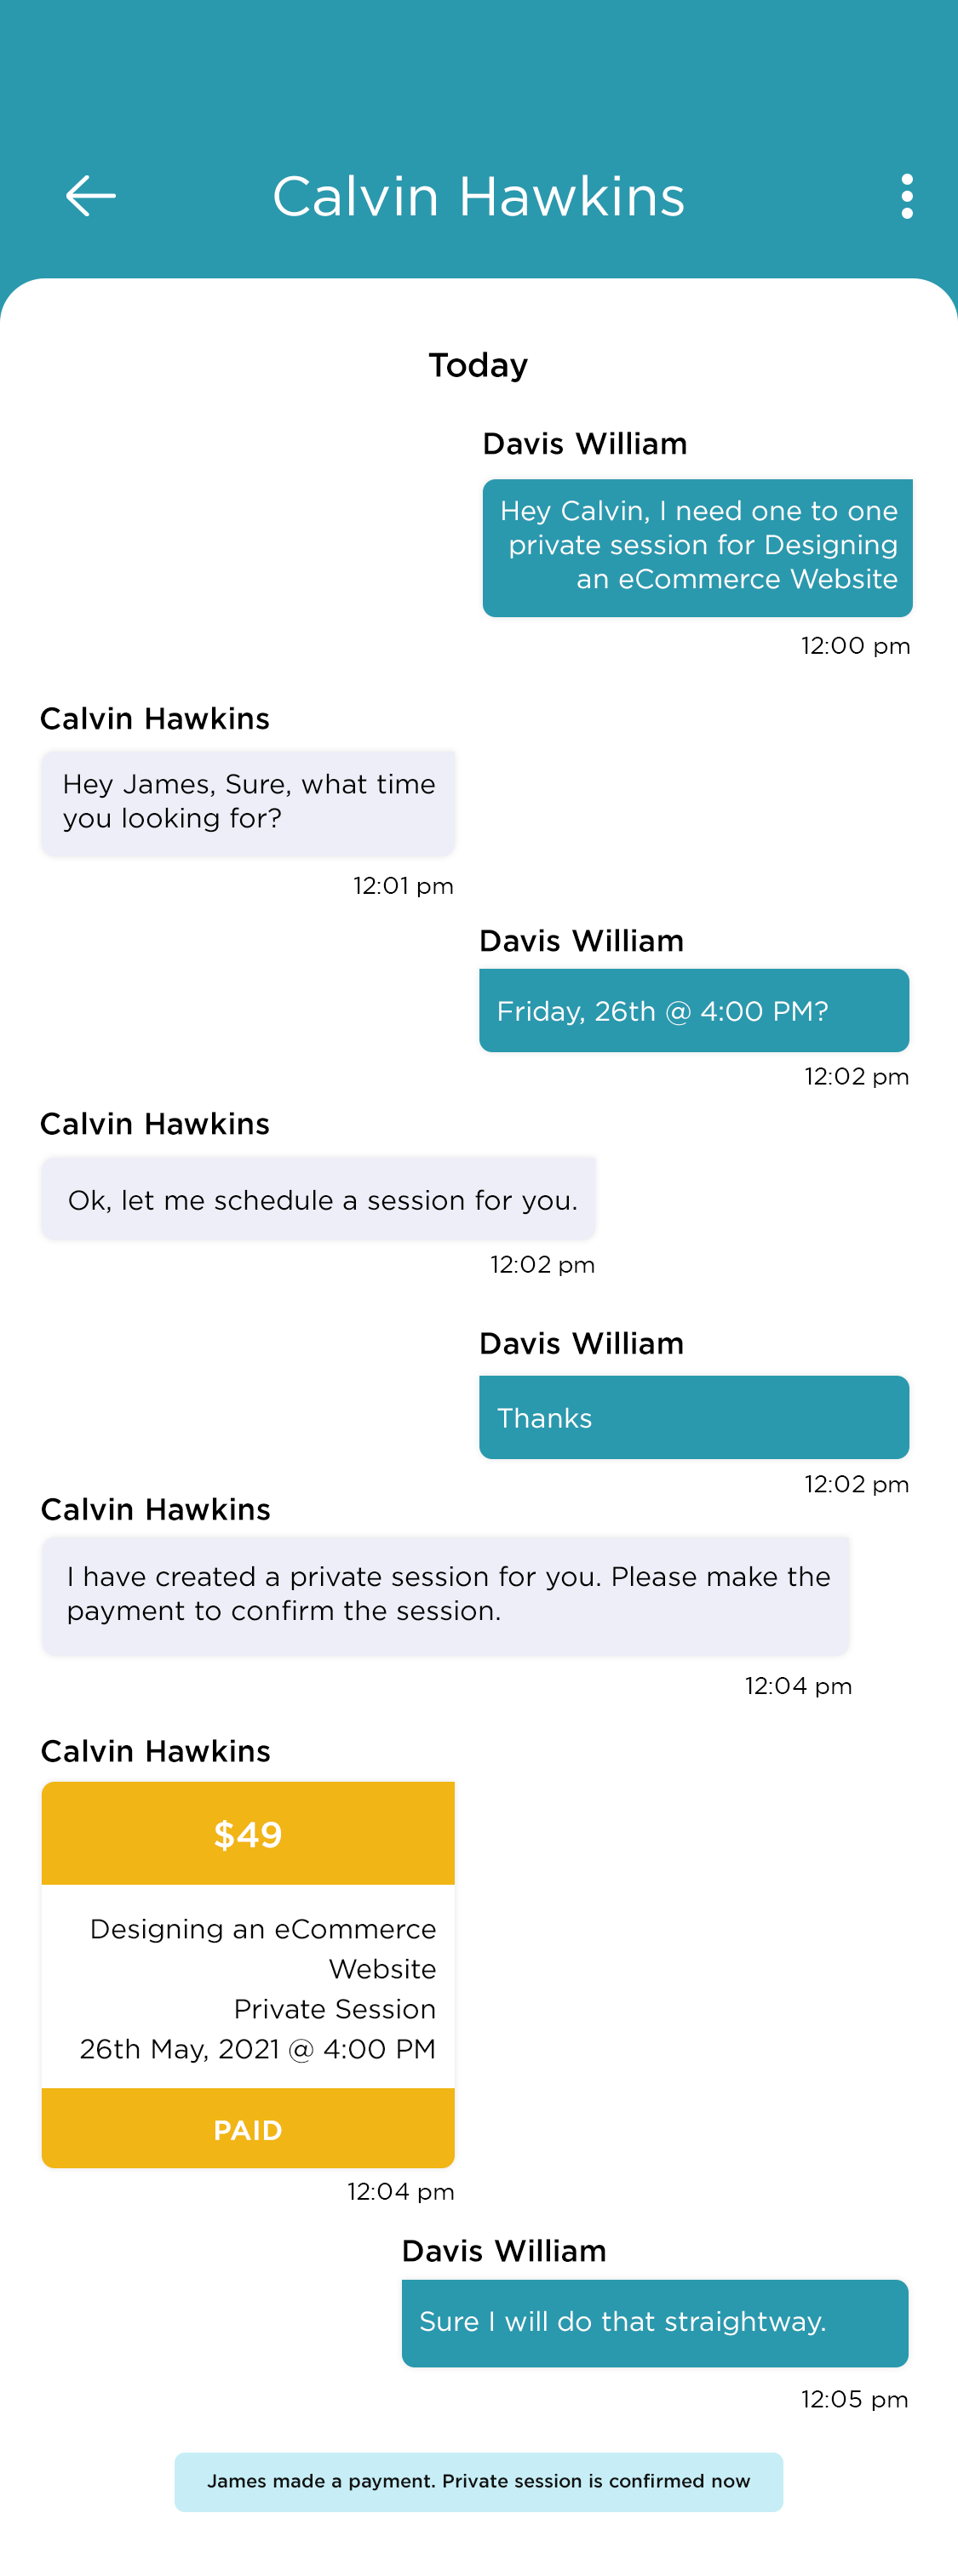 Calvin Hawkins
Today
Davis William
Hey Calvin, I need one to one
private session for Designing
an eCommerce Website
12:00 pm
Calvin Hawkins
Hey James, Sure, what time
you looking for?
12:01 pm
Davis William
Friday, 26th @ 4:00 PM?
12:02 pm
Calvin Hawkins
Ok, let me schedule a session for you.
12:02 pm
Davis William
Thanks
12:02 pm
Calvin Hawkins
I have created a private session for you. Please make the
payment to confirm the session.
12:04 pm
Calvin Hawkins
$49
Designing an eCommerce
Website
Private Session
26th May, 2021 @ 4:00 PM
PAID
12:04 pm
Davis William
Sure I will do that straightway.
12:05 pm
James made a payment. Private session is confirmed now